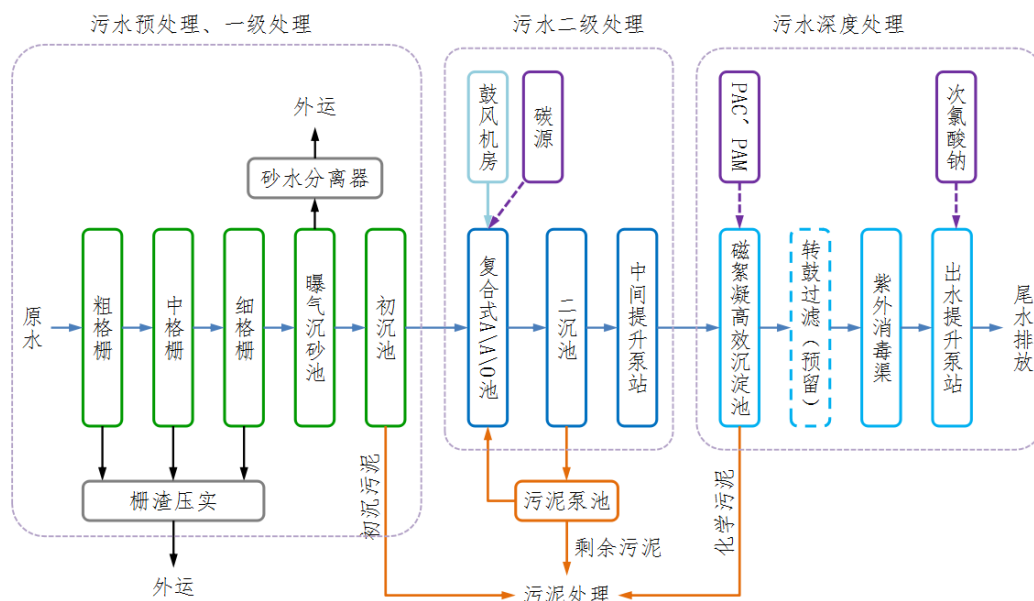 污水预处理、一级处理
污水二级处理
污水深度处理
外运
砂水分离器
鼓风机房
碳源
PAC、PAM
次氯酸钠
原水
粗格栅
中格栅
细格栅
曝气沉砂池
初沉池
复合式A\A\O池
二沉池
中间提升泵站
磁絮凝高效沉淀池
转鼓过滤（预留）
紫外消毒渠
出水提升泵站
尾水排放
栅渣压实
初沉污泥
污泥泵池
化学污泥
剩余污泥
外运
污泥处理